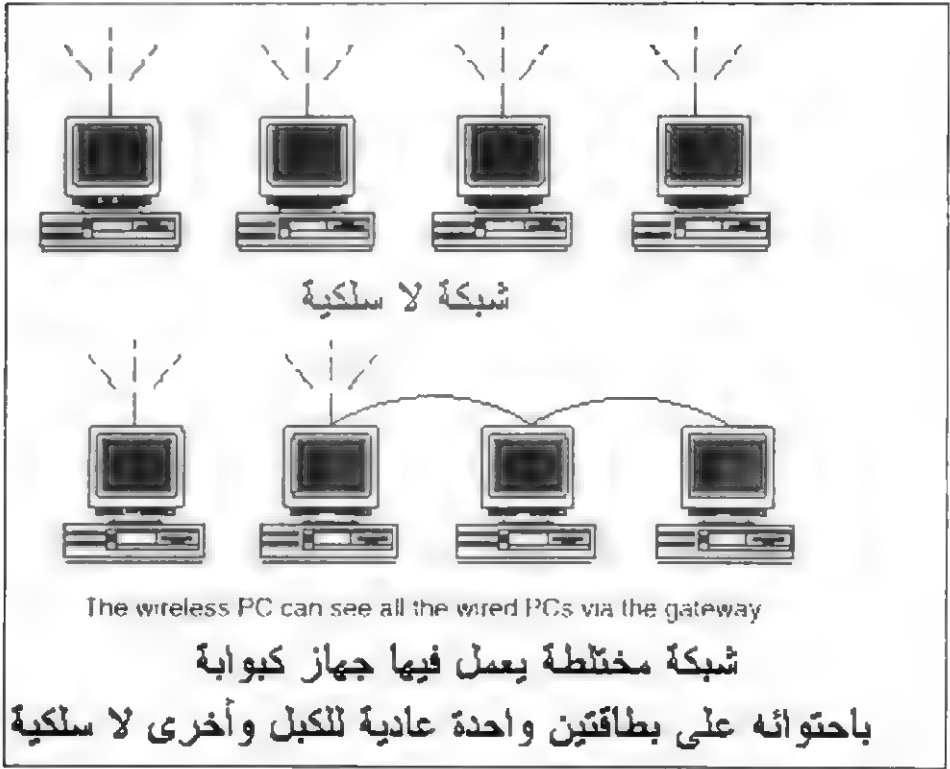 شبكة لا سلكية
The wireless PC can see all the wired PCs via the gateway
شبكة مختلطة يعمل فيها جهاز كبوابة
باحتوائه على بطاقتين واحدة عادية للكبل وأخرى لا سلكية